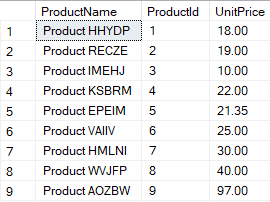 ProductName ProductId UnitPrice
1 Product HHYDP 1 18.00
2 Product RECZE 2 19.00
3 Product IMEHJ 3 10.00
4 Product KSBRM 4 22.00
5 Product EPEIM 5 21.35
6 Product VAIIV 6 25.00
7 Product HMLNI 7 30.00
8 Product WVJFP 8 40.00
9 Product AOZBW 9 97.00